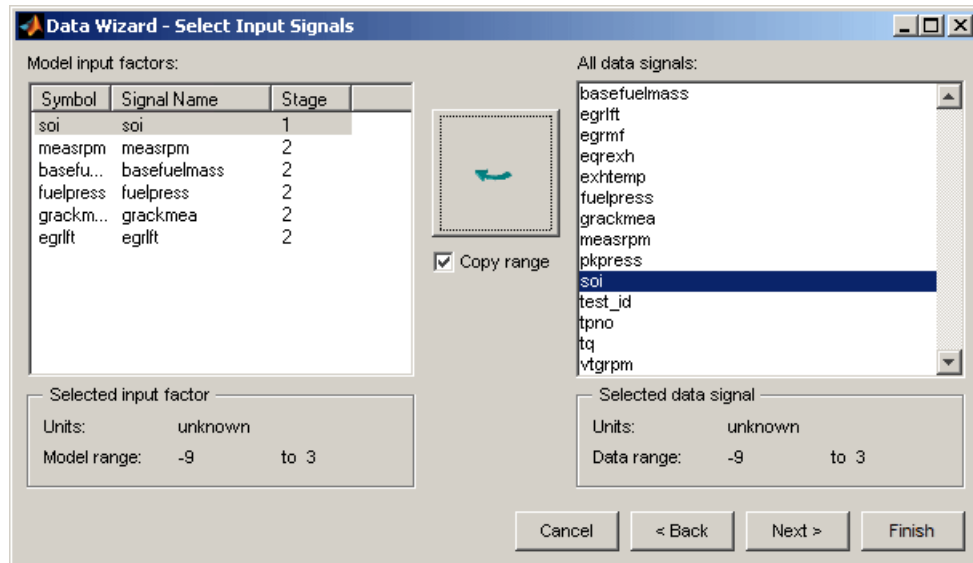 Data Wizard - Select Input Signals
Model input factors:
Symbol Signal Name Stage
soi soi 1
measrpm measrpm 2
basefu... basefuelmass 2
fuelpress fuelpress 2
grackm... grackmea 2
egrlft egrlft 2
Copy range
All data signals:
basefuelmass
egrlft
egrmf
eqrexh
exhtemp
fuelpress
grackmea
measrpm
pkpress
soi
test_id
tpno
tq
vtgrpm
Selected input factor
Units: unknown
Model range: -9 to 3
Selected data signal
Units: unknown
Data range: -9 to 3
Cancel < Back Next > Finish